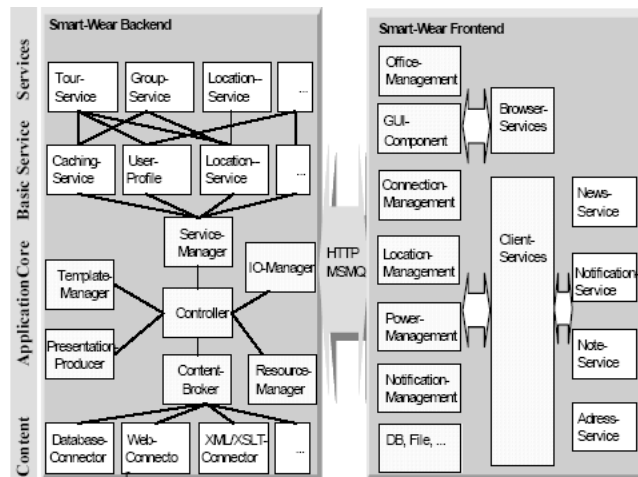 Smart-Wear Backend
Services
Tour-
Service
Group-
Service
Location--
Service
...
Basic Service
Caching-
Service
User-
Profile
Location--
Service
...
Application Core
Service-
Manager
Template-
Manager
IO-Manager
Controller
Presentation-
Producer
Content-
Broker
Resource-
Manager
Content
Database-
Connector
Web-
Connecto
XML/XSLT-
Connector
...
HTTP
MSMQ
Smart-Wear Frontend
Office-
Management
GUI-
Component
Browser-
Services
Connection-
Management
Location-
Management
Power-
Management
Notification-
Management
DB, File, ...
Client-
Services
News-
Service
Notification-
Service
Note-
Service
Adress-
Service